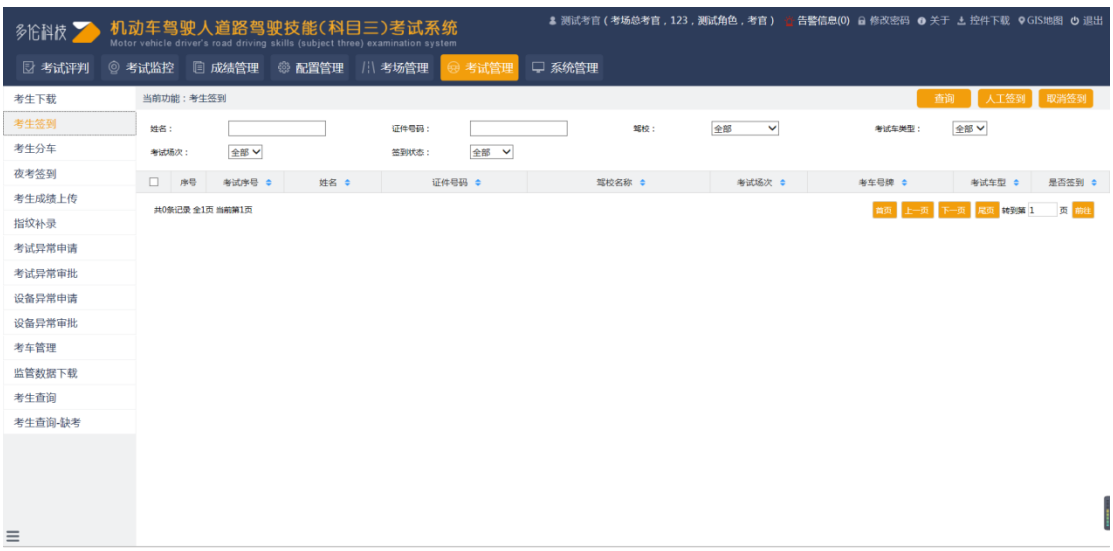 多伦科技 机动车驾驶人道路驾驶技能(科目三)考试系统
Motor vehicle driver's road driving skills (subject three) examination system
测试考官 ( 考场总考官 , 123 , 测试角色 , 考官 ) 告警信息(0) 修改密码 关于 控件下载 GIS地图 退出
考试评判 考试监控 成绩管理 配置管理 考场管理 考试管理 系统管理
考生下载
考生签到
考生分车
夜考签到
考生成绩上传
指纹补录
考试异常申请
考试异常审批
设备异常申请
设备异常审批
考车管理
监管数据下载
考生查询
考生查询-缺考
当前功能 : 考生签到 查询 人工签到 取消签到
姓名 : 证件号码 : 驾校 : 全部 考试车类型 : 全部
考试场次 : 全部 签到状态 : 全部
序号 考试序号 姓名 证件号码 驾校名称 考试场次 考车号牌 考试车型 是否签到
共0条记录 全1页 当前第1页 首页 上一页 下一页 尾页 转到第 1 页 前往